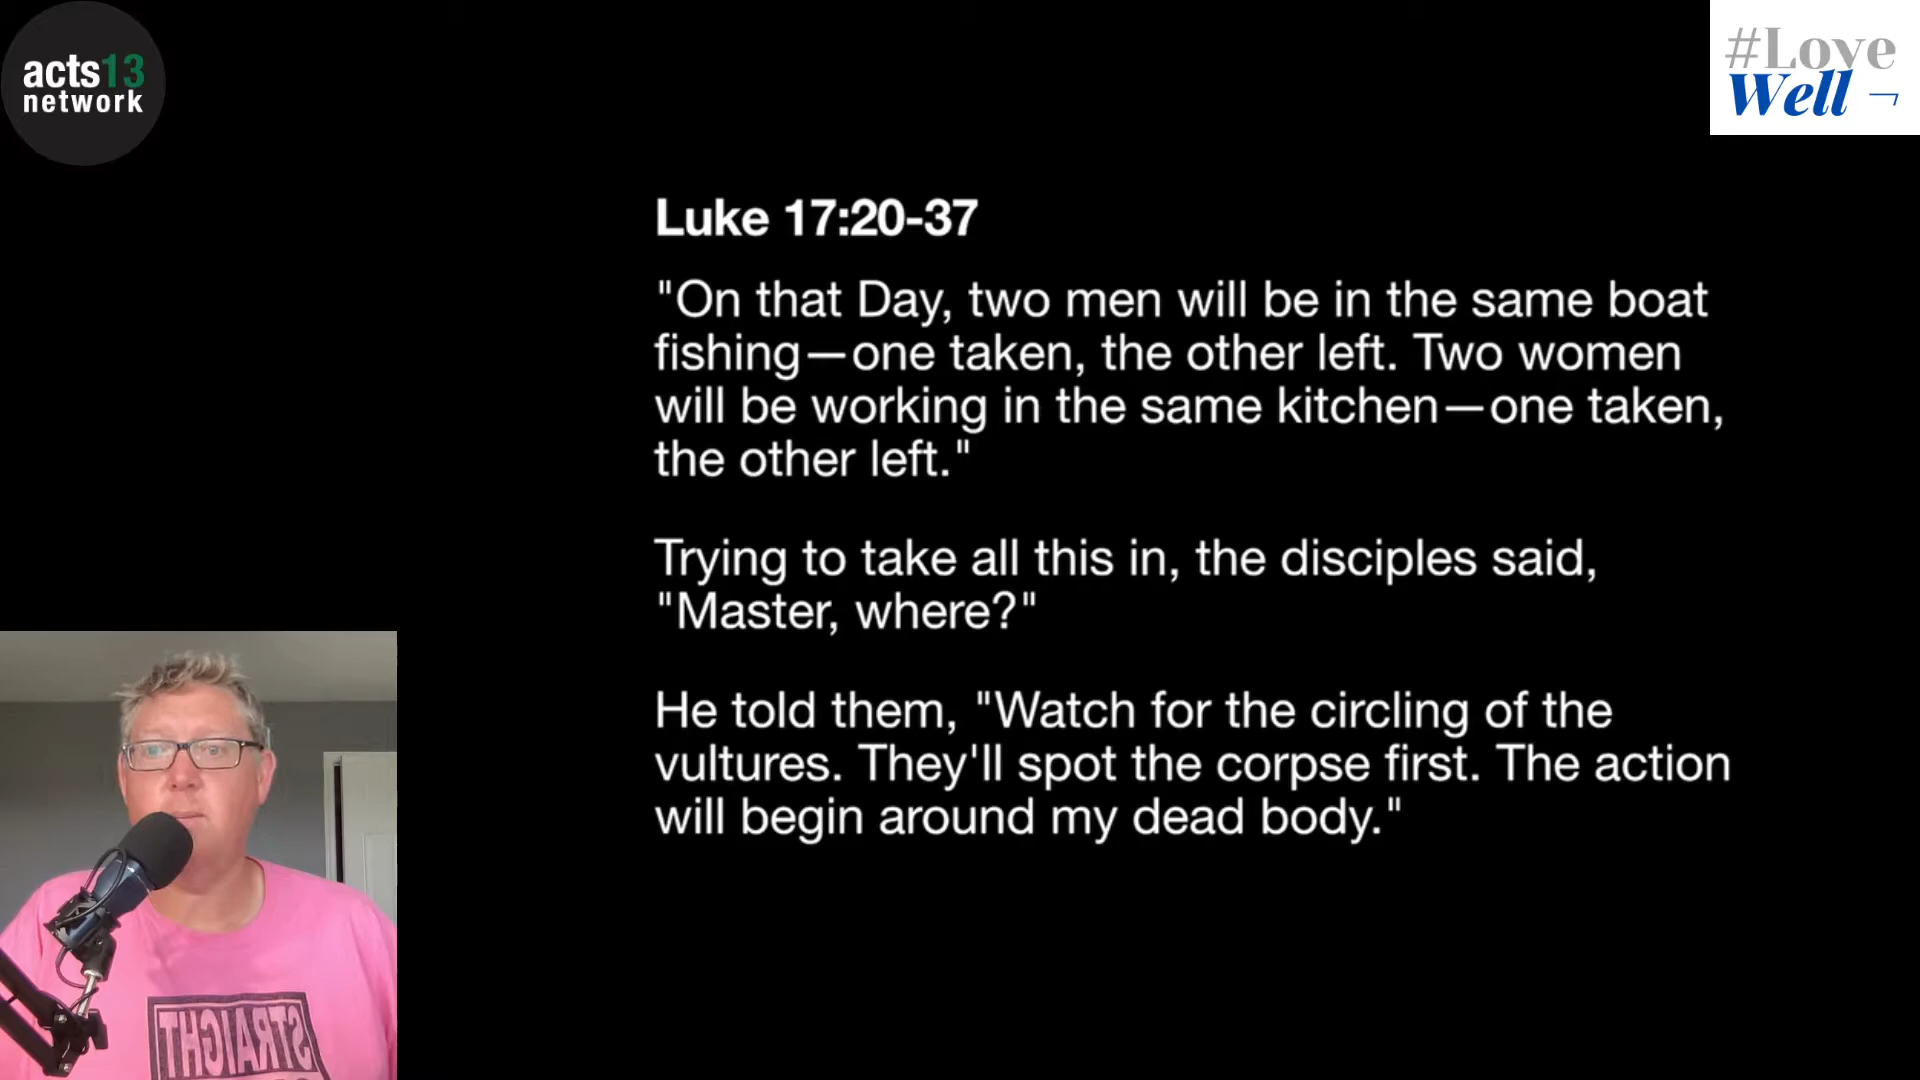 acts13
network
#Love
Well
Luke 17:20-37
"On that Day, two men will be in the same boat
fishing—one taken, the other left. Two women
will be working in the same kitchen—one taken,
the other left."
Trying to take all this in, the disciples said,
"Master, where?"
He told them, "Watch for the circling of the
vultures. They'll spot the corpse first. The action
will begin around my dead body."
STRAIGHT